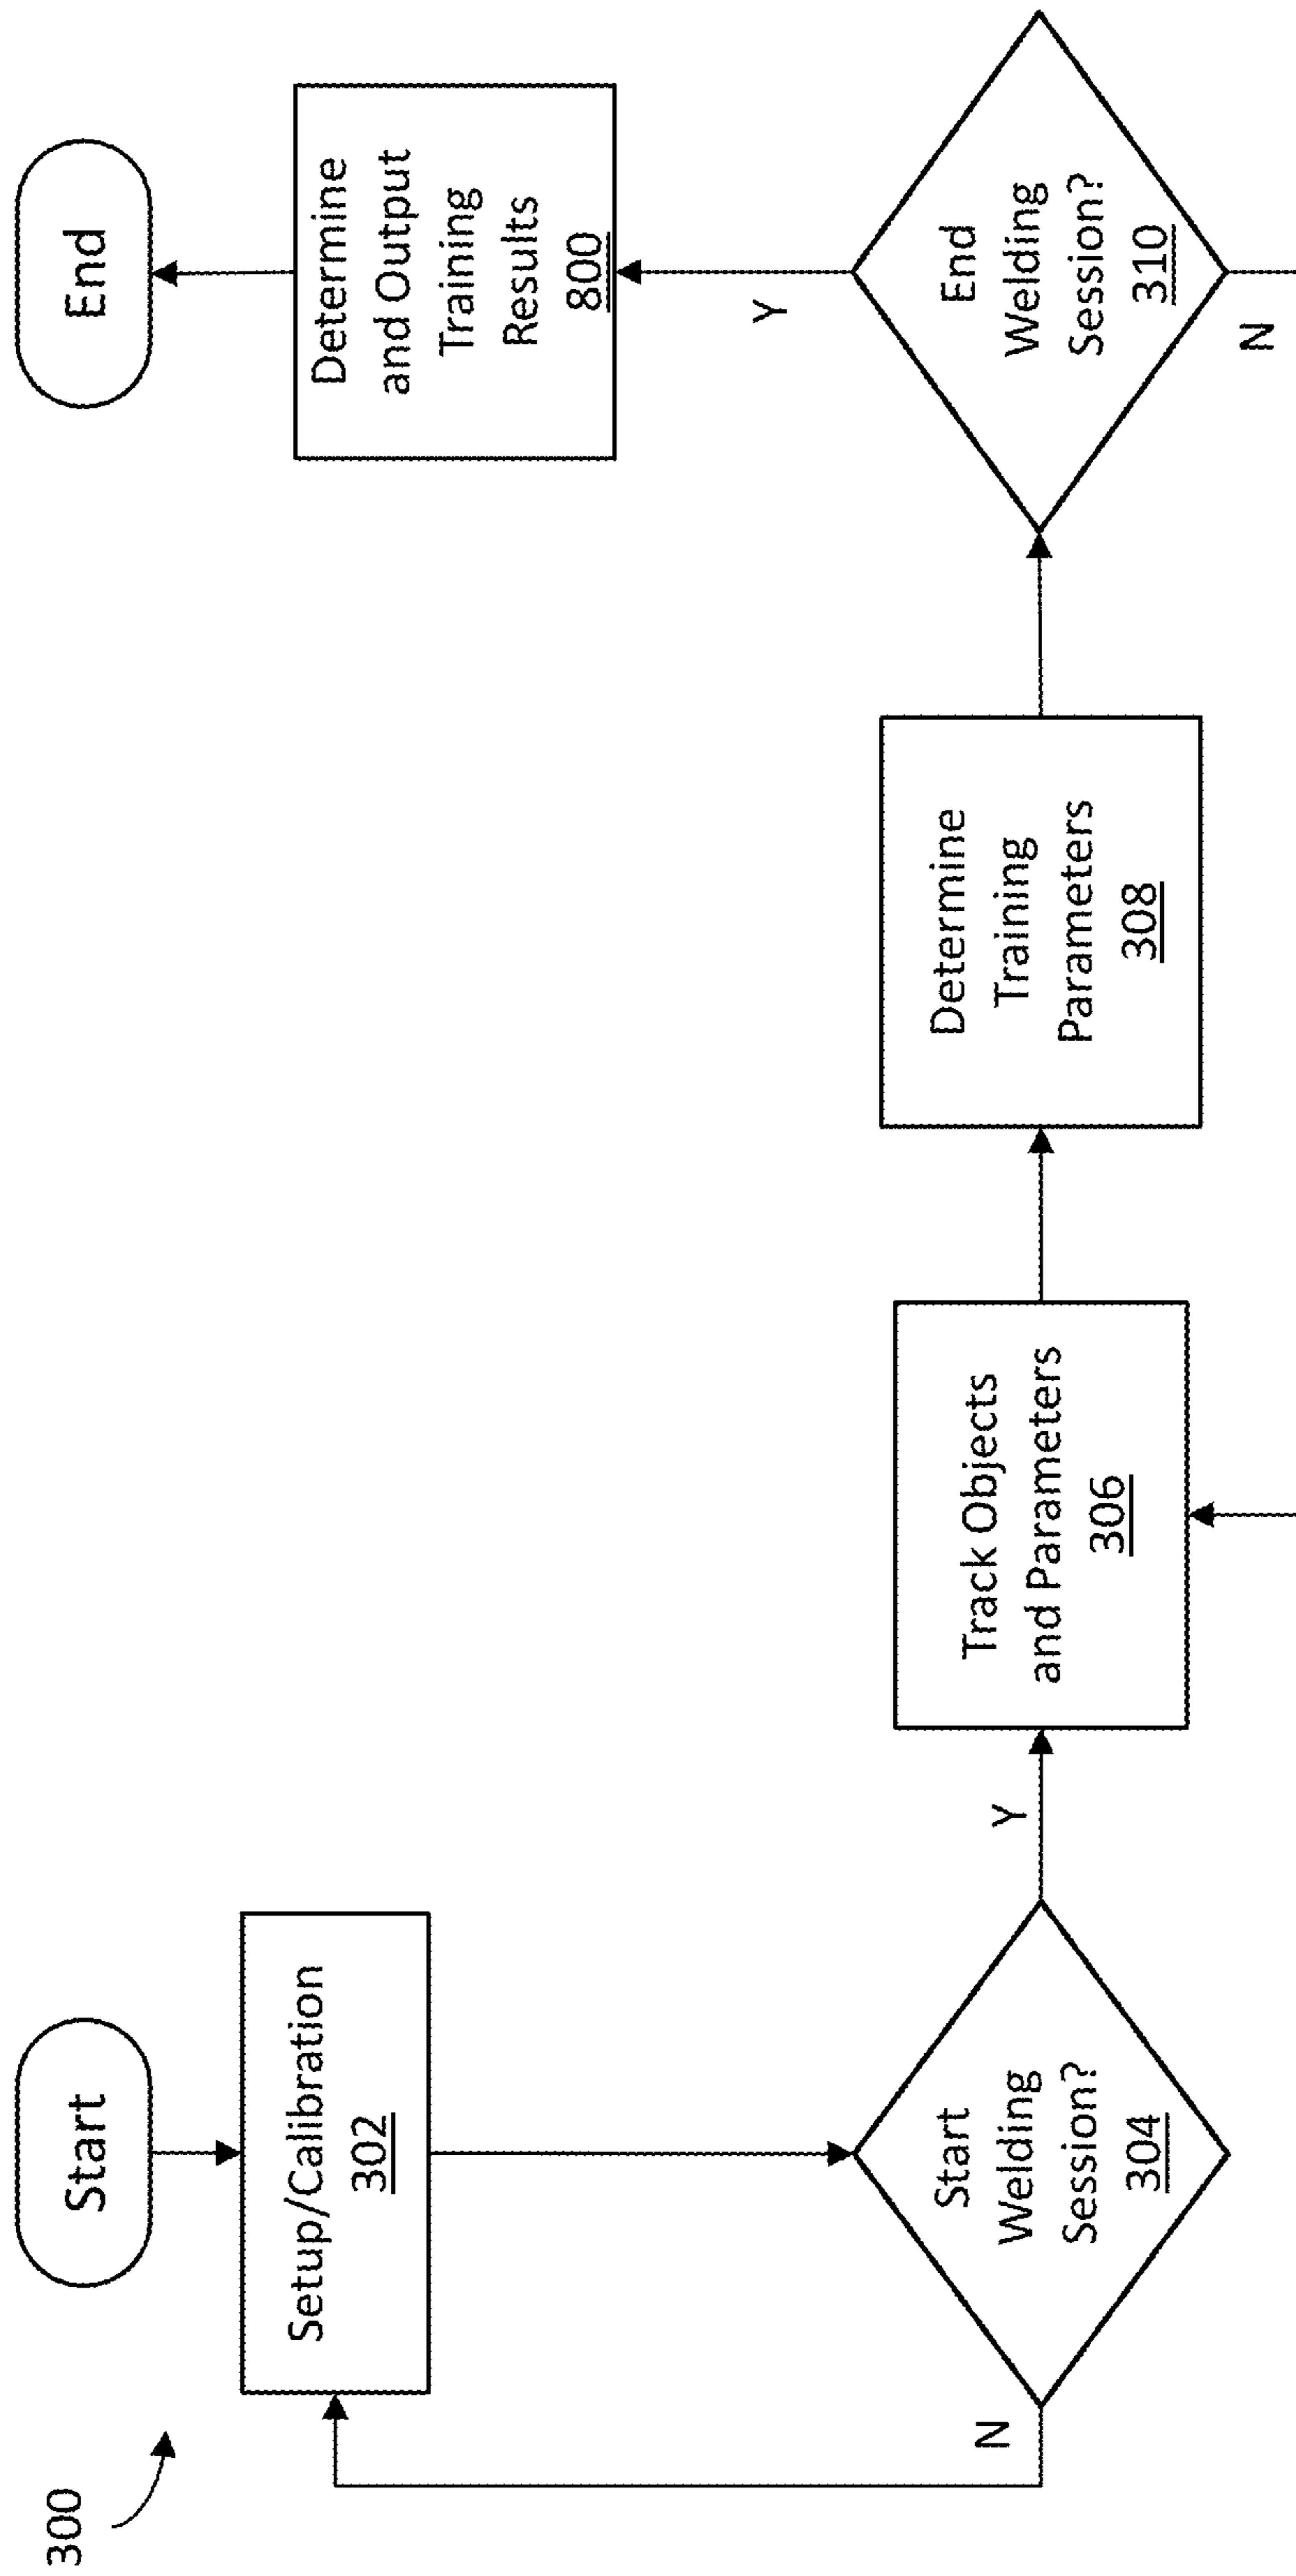 300
Start
Setup/Calibration
302
Start
Welding
Session?
304
N
Y
Track Objects
and Parameters
306
Determine
Training
Parameters
308
End
Welding
Session?
310
N
Y
Determine
and Output
Training
Results
800
End